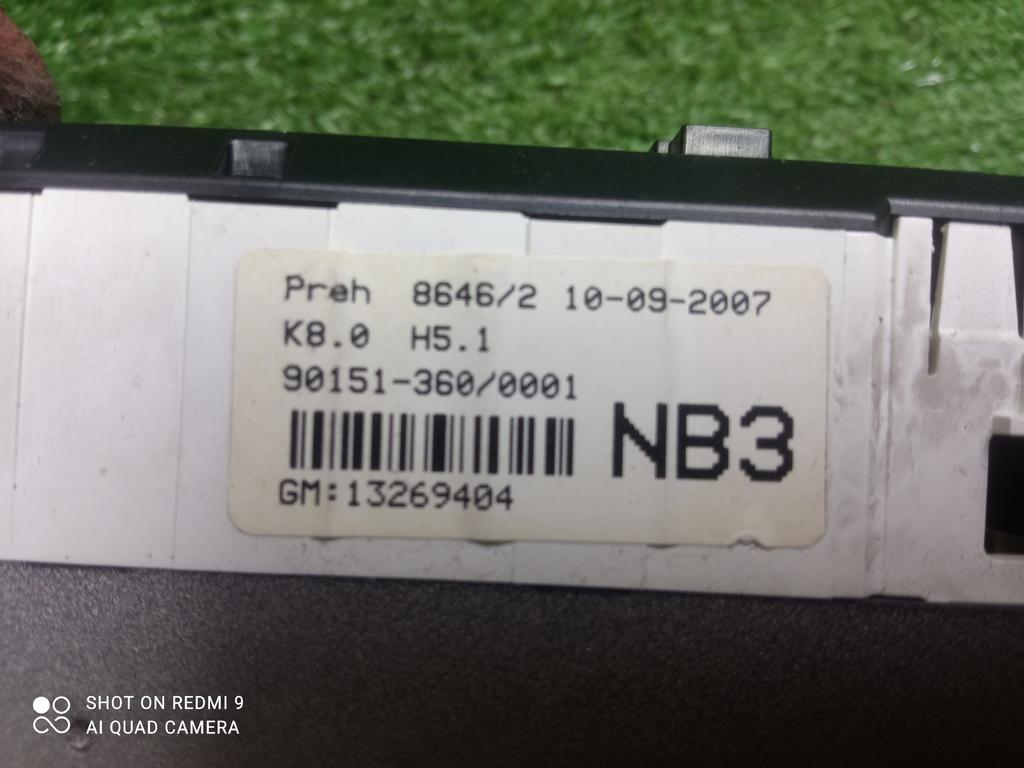 Preh 8646/2 10-09-2007
K8.0 H5.1
90151-360/0001
NB3
GM:13269404
SHOT ON REDMI 9
AI QUAD CAMERA